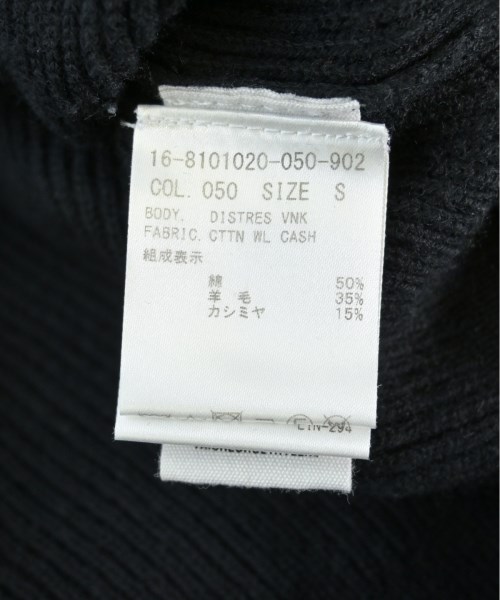 16-8101020-050-902
COL. 050 SIZE S
BODY. DISTRES VNK
FABRIC. CTTN WL CASH
組成表示
綿 50%
羊毛 35%
カシミヤ 15%